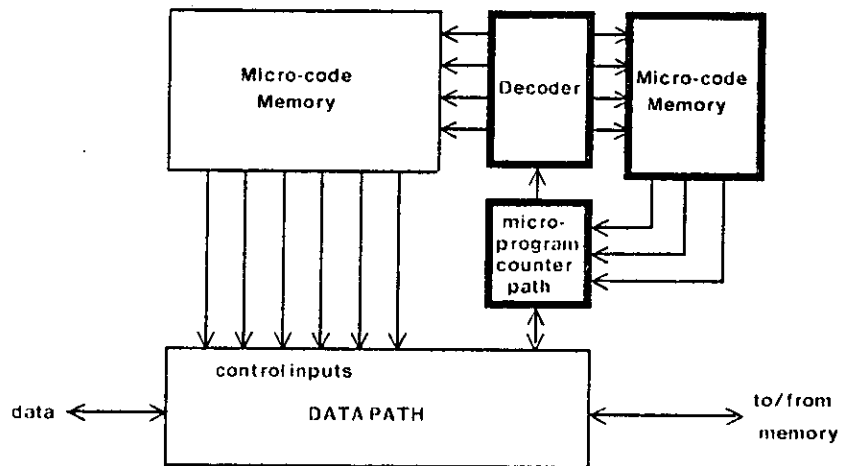 Micro-code
Memory
Decoder
Micro-code
Memory
micro-
program
counter
path
control inputs
DATA PATH
data
to/from
memory